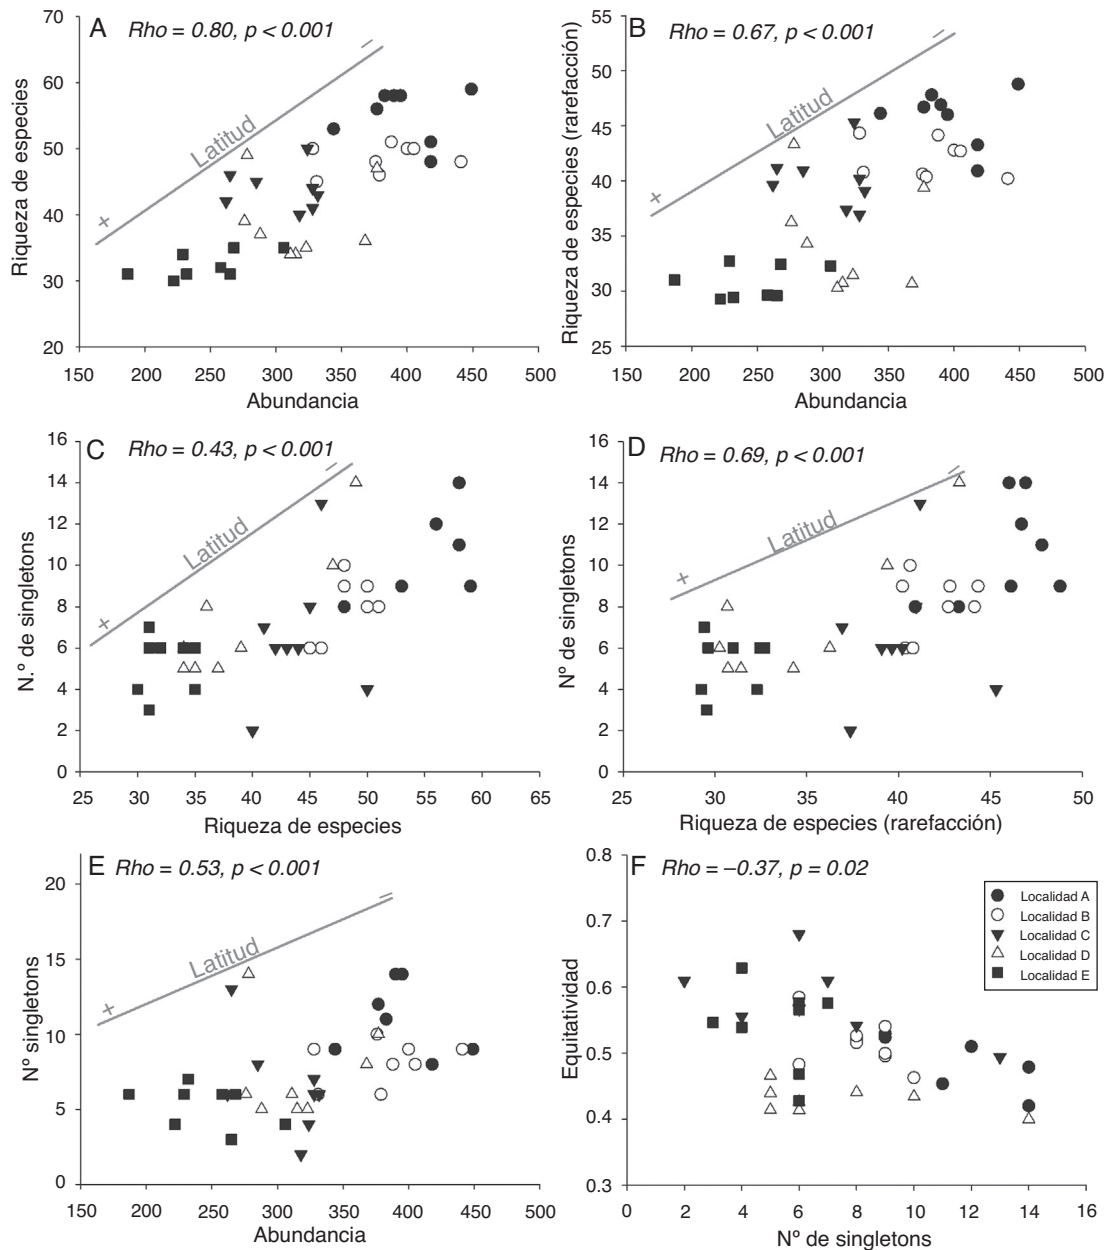 A Rho = 0.80, p < 0.001
Riqueza de especies
70
60
50
40
30
20
+ Latitud –
150 200 250 300 350 400 450 500
Abundancia
B Rho = 0.67, p < 0.001
Riqueza de especies (rarefacción)
55
50
45
40
35
30
25
+ Latitud –
150 200 250 300 350 400 450 500
Abundancia
C Rho = 0.43, p < 0.001
N.º de singletons
16
14
12
10
8
6
4
2
0
+ Latitud –
25 30 35 40 45 50 55 60 65
Riqueza de especies
D Rho = 0.69, p < 0.001
Nº de singletons
16
14
12
10
8
6
4
2
0
+ Latitud –
25 30 35 40 45 50
Riqueza de especies (rarefacción)
E Rho = 0.53, p < 0.001
Nº singletons
20
15
10
5
0
+ Latitud –
150 200 250 300 350 400 450 500
Abundancia
F Rho = –0.37, p = 0.02
Equitatividad
0.8
0.7
0.6
0.5
0.4
0.3
Localidad A
Localidad B
Localidad C
Localidad D
Localidad E
0 2 4 6 8 10 12 14 16
Nº de singletons